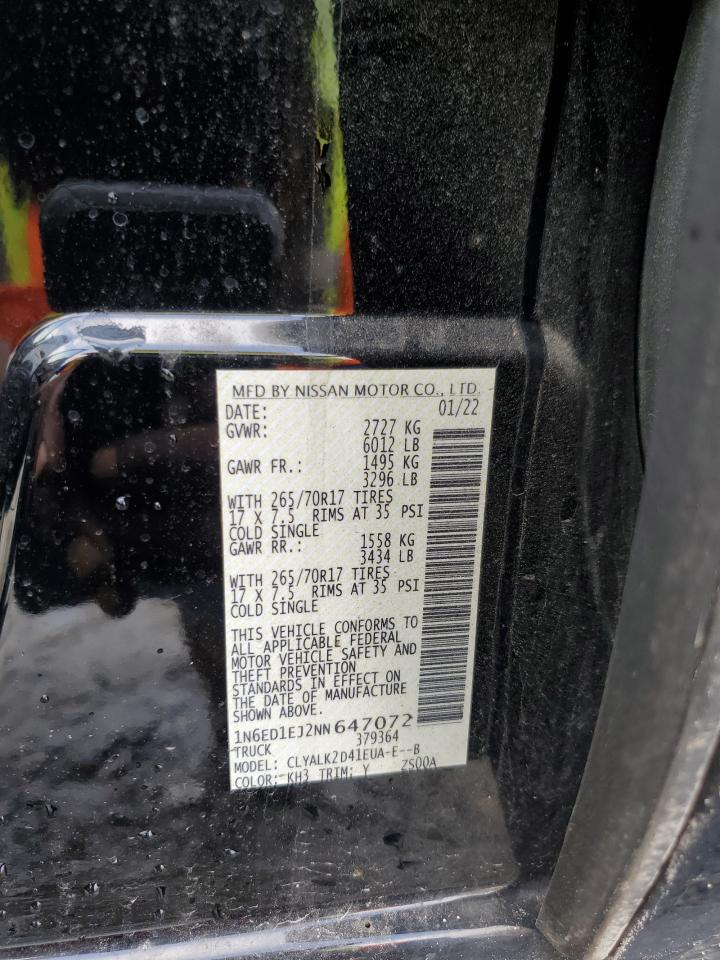 MFD BY NISSAN MOTOR CO., LTD.
DATE: 01/22
GVWR: 2727 KG
6012 LB
GAWR FR.: 1495 KG
3296 LB
WITH 265/70R17 TIRES
17 X 7.5 RIMS AT 35 PSI
COLD SINGLE
GAWR RR.: 1558 KG
3434 LB
WITH 265/70R17 TIRES
17 X 7.5 RIMS AT 35 PSI
COLD SINGLE
THIS VEHICLE CONFORMS TO
ALL APPLICABLE FEDERAL
MOTOR VEHICLE SAFETY AND
THEFT PREVENTION
STANDARDS IN EFFECT ON
THE DATE OF MANUFACTURE
SHOWN ABOVE.
1N6ED1EJ2NN647072
TRUCK 379364
MODEL: CLYALK2D41EUA-E--B
COLOR: KH3 TRIM: Y ZS00A